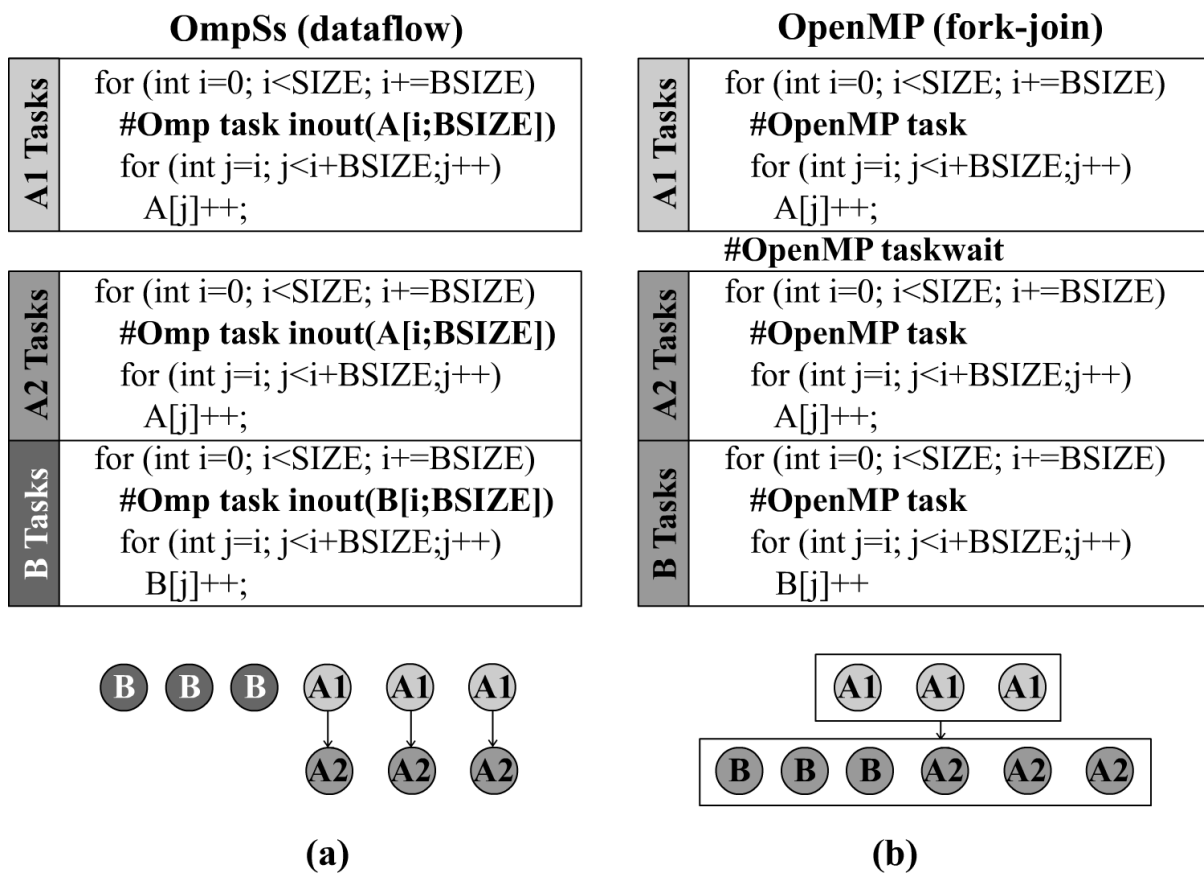 OmpSs (dataflow)
A1 Tasks
for (int i=0; i<SIZE; i+=BSIZE)
#Omp task inout(A[i;BSIZE])
for (int j=i; j<i+BSIZE;j++)
A[j]++;
A2 Tasks
for (int i=0; i<SIZE; i+=BSIZE)
#Omp task inout(A[i;BSIZE])
for (int j=i; j<i+BSIZE;j++)
A[j]++;
B Tasks
for (int i=0; i<SIZE; i+=BSIZE)
#Omp task inout(B[i;BSIZE])
for (int j=i; j<i+BSIZE;j++)
B[j]++;
B B B A1 A1 A1
A2 A2 A2
(a)
OpenMP (fork-join)
A1 Tasks
for (int i=0; i<SIZE; i+=BSIZE)
#OpenMP task
for (int j=i; j<i+BSIZE;j++)
A[j]++;
#OpenMP taskwait
A2 Tasks
for (int i=0; i<SIZE; i+=BSIZE)
#OpenMP task
for (int j=i; j<i+BSIZE;j++)
A[j]++;
B Tasks
for (int i=0; i<SIZE; i+=BSIZE)
#OpenMP task
for (int j=i; j<i+BSIZE;j++)
B[j]++
A1 A1 A1
B B B A2 A2 A2
(b)